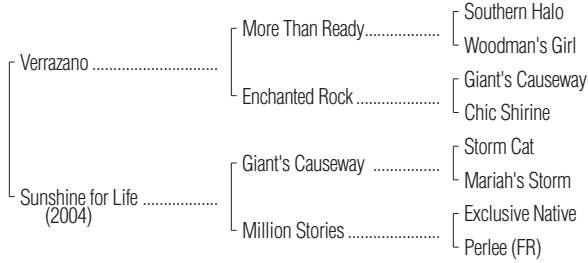 Southern Halo
More Than Ready..................
Woodman's Girl
Verrazano ..............................
Giant's Causeway
Enchanted Rock ....................
Chic Shirine
Storm Cat
Giant's Causeway ................
Mariah's Storm
Sunshine for Life ..................
(2004)
Exclusive Native
Million Stories ......................
Perlee (FR)